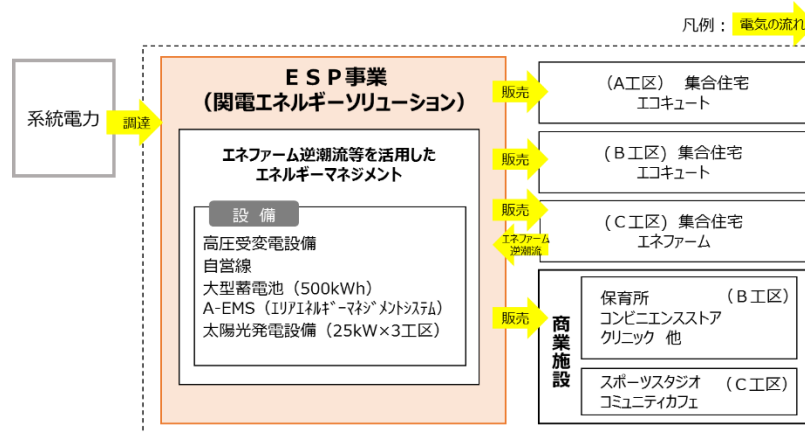 凡例： 電気の流れ
系統電力
調達
ＥＳＰ事業
（関電エネルギーソリューション）
エネファーム逆潮流等を活用した
エネルギーマネジメント
設 備
高圧受変電設備
自営線
大型蓄電池（500kWh）
A-EMS（ｴﾘｱｴﾈﾙｷﾞｰﾏﾈｼﾞﾒﾝﾄｼｽﾃﾑ）
太陽光発電設備（25kW×3工区）
販売
（Ａ工区） 集合住宅
エコキュート
販売
（Ｂ工区）集合住宅
エコキュート
販売
エネファーム
逆潮流
（Ｃ工区）集合住宅
エネファーム
販売
商業施設
保育所 （Ｂ工区）
コンビニエンスストア
クリニック 他
スポーツスタジオ （Ｃ工区）
コミュニティカフェ